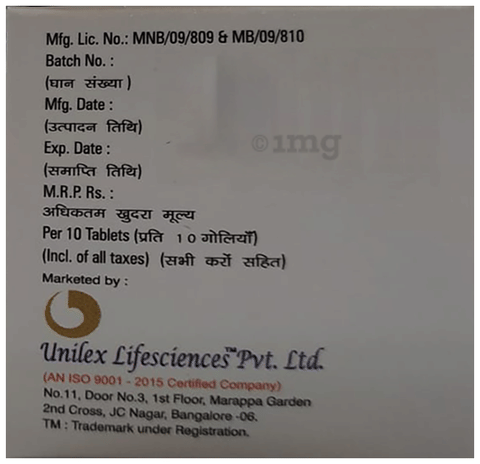 Mfg. Lic. No.: MNB/09/809 & MB/09/810
Batch No. :
(घान संख्या)
Mfg. Date :
(उत्पादन तिथि)
Exp. Date :
(समाप्ति तिथि)
M.R.P. Rs. :
अधिकतम खुदरा मूल्य
Per 10 Tablets (प्रति 10 गोलियाँ)
(Incl. of all taxes) (सभी करों सहित)
©1mg
Marketed by :
Unilex Lifesciences™ Pvt. Ltd.
(AN ISO 9001 - 2015 Certified Company)
No.11, Door No.3, 1st Floor, Marappa Garden
2nd Cross, JC Nagar, Bangalore -06.
TM : Trademark under Registration.